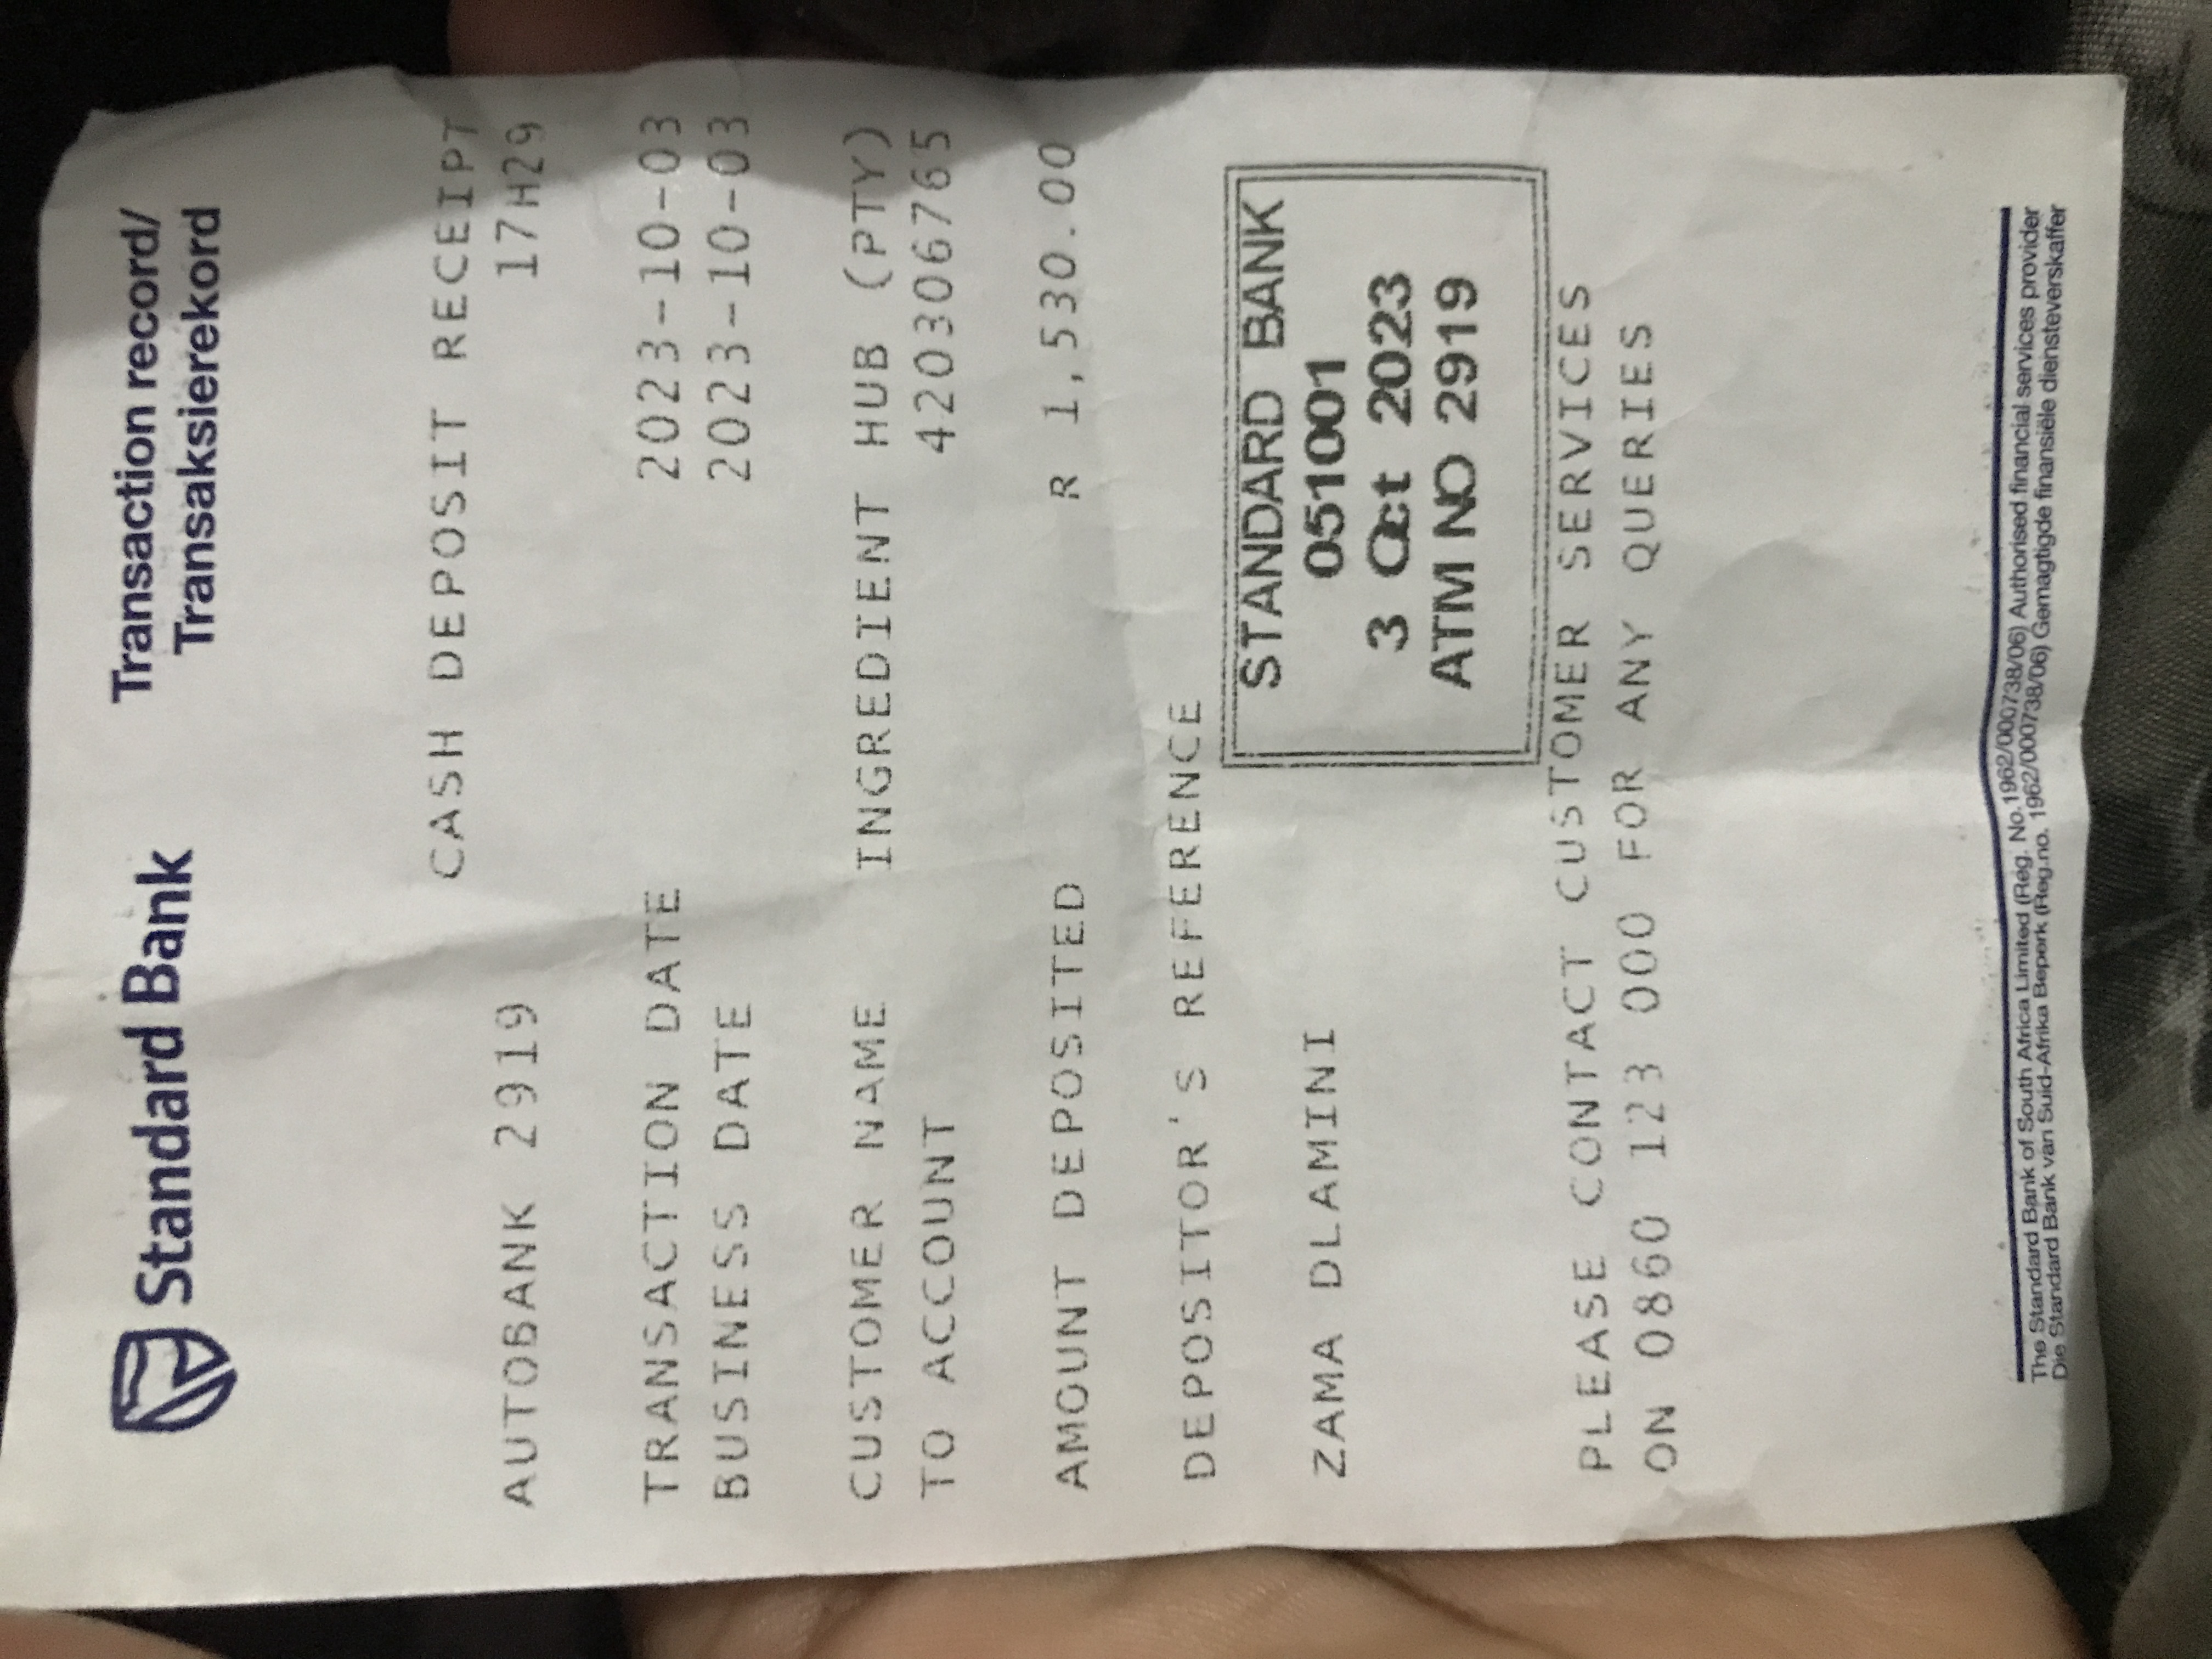 Standard Bank
Transaction record/
Transaksierekord
CASH DEPOSIT RECEIPT
AUTOBANK 2919 17H29
TRANSACTION DATE 2023-10-03
BUSINESS DATE 2023-10-03
CUSTOMER NAME INGREDIENT HUB (PTY)
TO ACCOUNT 420306765
AMOUNT DEPOSITED R 1,530.00
DEPOSITOR'S REFERENCE
ZAMA DLAMINI
STANDARD BANK
051001
3 Oct 2023
ATM NO 2919
PLEASE CONTACT CUSTOMER SERVICES
ON 0860 123 000 FOR ANY QUERIES
The Standard Bank of South Africa Limited (Reg. No.1962/000738/06) Authorised financial services provider
Die Standard Bank van Suid-Afrika Beperk (Reg.no. 1962/000738/06) Gemagtigde finansiële diensteverskaffer